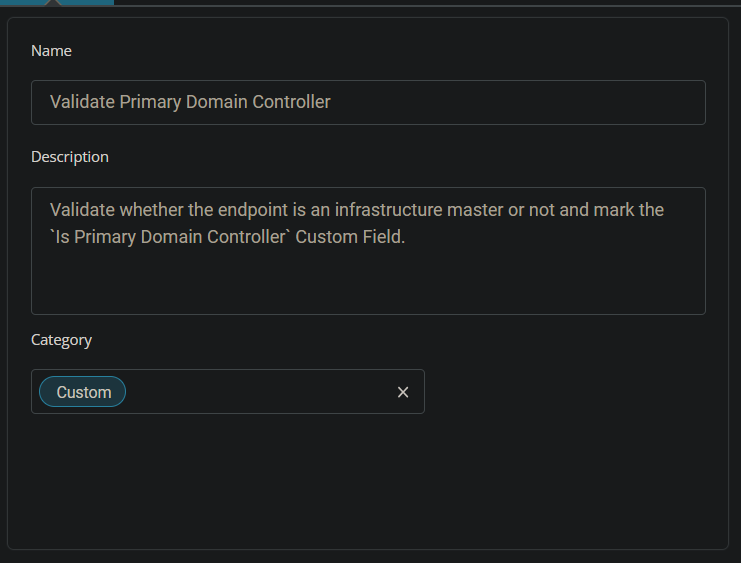 Name
Validate Primary Domain Controller
Description
Validate whether the endpoint is an infrastructure master or not and mark the
`Is Primary Domain Controller` Custom Field.
Category
Custom